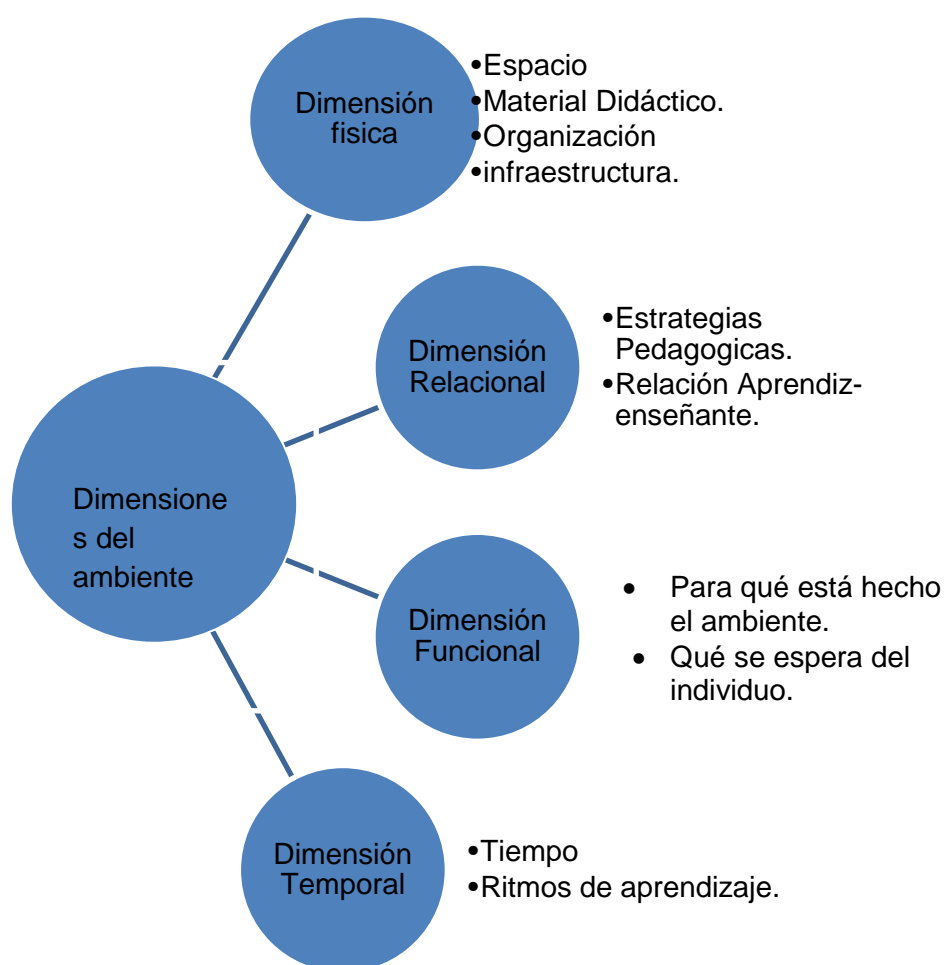 Dimensión
fisica
•Espacio
•Material Didáctico.
•Organización
•infraestructura.
Dimensión
Relacional
•Estrategias
Pedagogicas.
•Relación Aprendiz-
enseñante.
Dimensione
s del
ambiente
Dimensión
Funcional
• Para qué está hecho
el ambiente.
• Qué se espera del
individuo.
Dimensión
Temporal
•Tiempo
•Ritmos de aprendizaje.